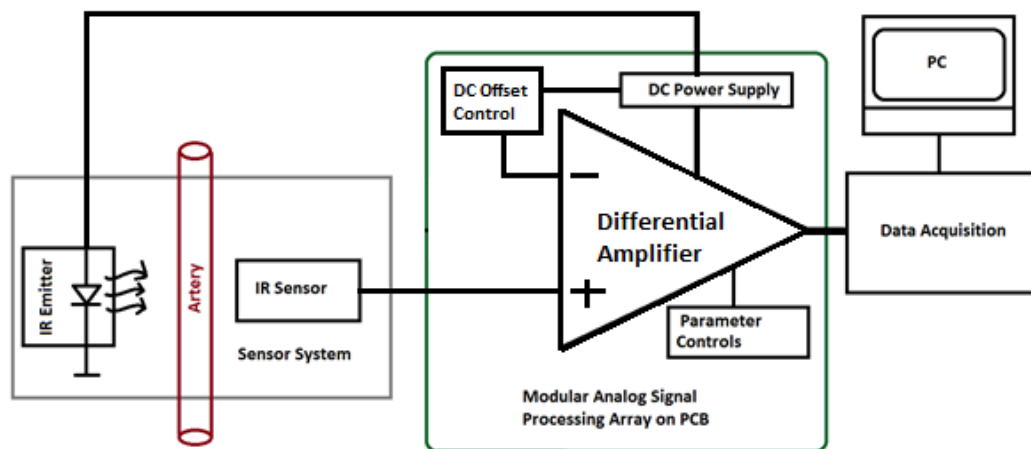 PC
DC Offset
Control
DC Power Supply
−
Differential
Amplifier
+
Data Acquisition
IR Emitter
Artery
IR Sensor
Sensor System
Parameter
Controls
Modular Analog Signal
Processing Array on PCB